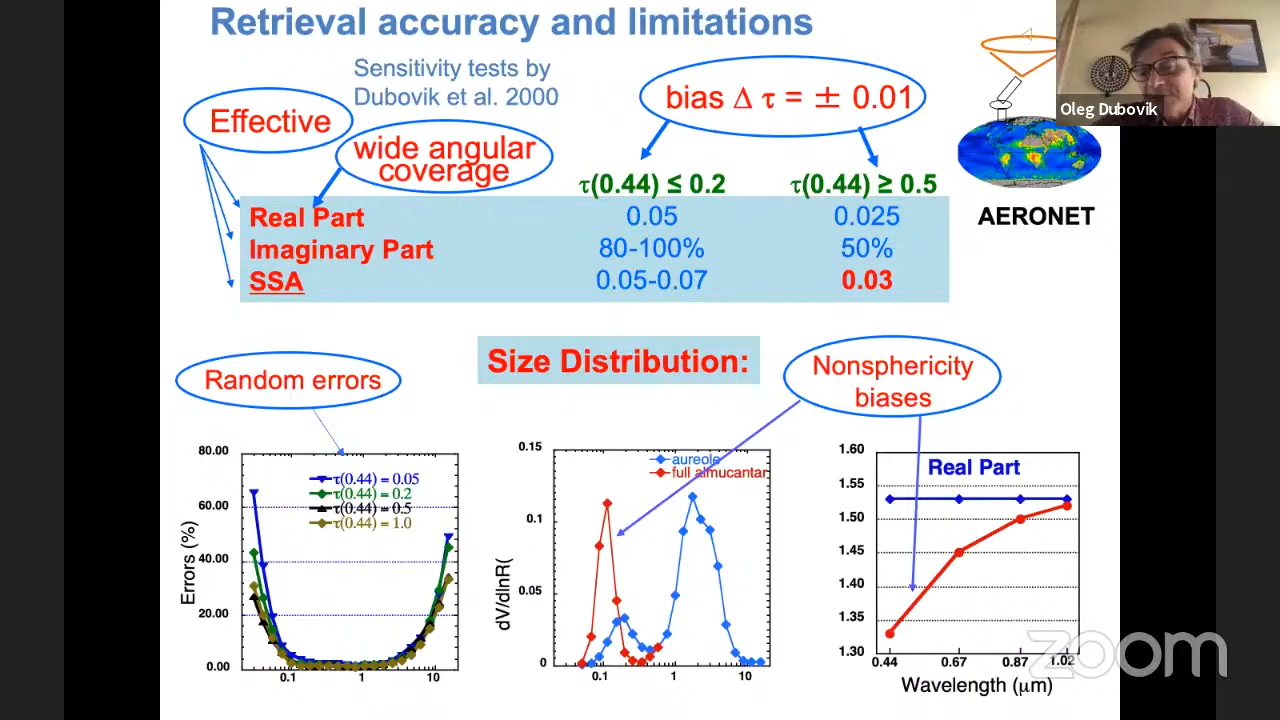 Retrieval accuracy and limitations
Sensitivity tests by
Dubovik et al. 2000
Effective
wide angular
coverage
bias Δ τ = ± 0.01
Oleg Dubovik
τ(0.44) ≤ 0.2
τ(0.44) ≥ 0.5
Real Part 0.05 0.025
Imaginary Part 80-100% 50%
SSA 0.05-0.07 0.03
AERONET
Random errors
Size Distribution:
Nonsphericity
biases
80.00
60.00
40.00
20.00
0.00
Errors (%)
τ(0.44) = 0.05
τ(0.44) = 0.2
τ(0.44) = 0.5
τ(0.44) = 1.0
0.1 1 10
0.15
0.1
0.05
0
dV/dlnR(
aureole
full almucantar
0.1 1 10
1.60
1.55
1.50
1.45
1.40
1.35
1.30
Real Part
0.44 0.67 0.87 1.02
Wavelength (μm)
zoom